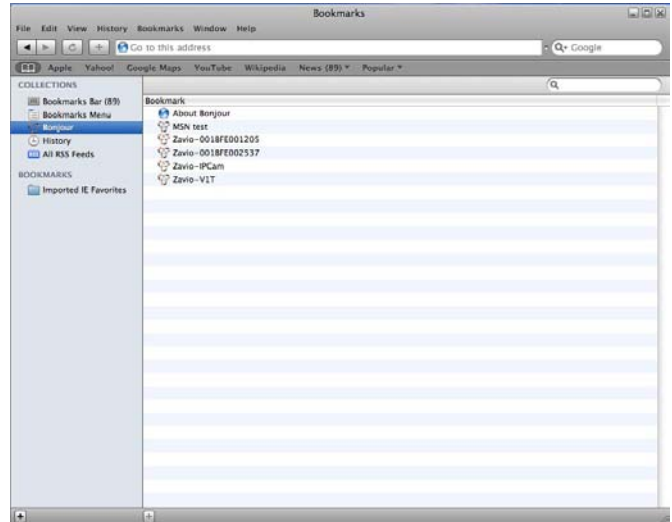 Bookmarks
File Edit View History Bookmarks Window Help
Go to this address
Google
Apple Yahoo! Google Maps YouTube Wikipedia News (89) Popular
COLLECTIONS
Bookmarks Bar (89)
Bookmarks Menu
Bonjour
History
All RSS Feeds
BOOKMARKS
Imported IE Favorites
Bookmark
About Bonjour
MSN test
Zavio-0018FE001205
Zavio-0018FE002537
Zavio-IPCam
Zavio-V1T